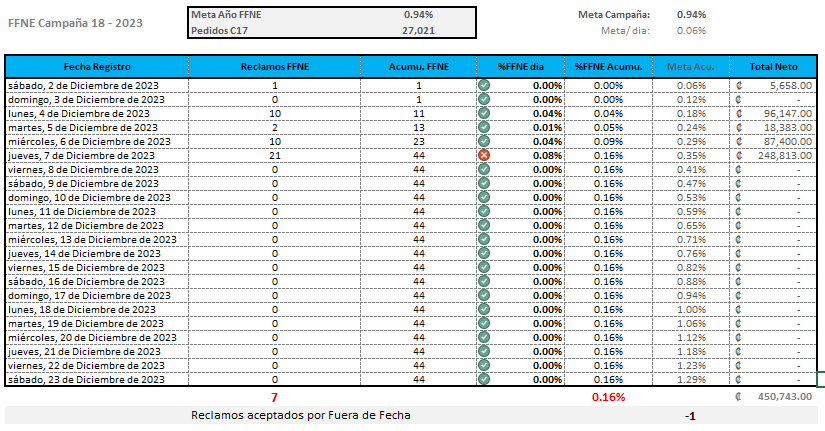 FFNE Campaña 18 - 2023
Meta Año FFNE 0.94%
Pedidos C17 27,021
Meta Campaña: 0.94%
Meta/ dia: 0.06%
Fecha Registro Reclamos FFNE Acumu. FFNE %FFNE dia %FFNE Acumu. Meta Acu. Total Neto
sábado, 2 de Diciembre de 2023 1 1 0.00% 0.00% 0.06% ₡ 5,658.00
domingo, 3 de Diciembre de 2023 0 1 0.00% 0.00% 0.12% ₡ -
lunes, 4 de Diciembre de 2023 10 11 0.04% 0.04% 0.18% ₡ 96,147.00
martes, 5 de Diciembre de 2023 2 13 0.01% 0.05% 0.24% ₡ 18,383.00
miércoles, 6 de Diciembre de 2023 10 23 0.04% 0.09% 0.29% ₡ 87,400.00
jueves, 7 de Diciembre de 2023 21 44 0.08% 0.16% 0.35% ₡ 248,813.00
viernes, 8 de Diciembre de 2023 0 44 0.00% 0.16% 0.41% ₡ -
sábado, 9 de Diciembre de 2023 0 44 0.00% 0.16% 0.47% ₡ -
domingo, 10 de Diciembre de 2023 0 44 0.00% 0.16% 0.53% ₡ -
lunes, 11 de Diciembre de 2023 0 44 0.00% 0.16% 0.59% ₡ -
martes, 12 de Diciembre de 2023 0 44 0.00% 0.16% 0.65% ₡ -
miércoles, 13 de Diciembre de 2023 0 44 0.00% 0.16% 0.71% ₡ -
jueves, 14 de Diciembre de 2023 0 44 0.00% 0.16% 0.76% ₡ -
viernes, 15 de Diciembre de 2023 0 44 0.00% 0.16% 0.82% ₡ -
sábado, 16 de Diciembre de 2023 0 44 0.00% 0.16% 0.88% ₡ -
domingo, 17 de Diciembre de 2023 0 44 0.00% 0.16% 0.94% ₡ -
lunes, 18 de Diciembre de 2023 0 44 0.00% 0.16% 1.00% ₡ -
martes, 19 de Diciembre de 2023 0 44 0.00% 0.16% 1.06% ₡ -
miércoles, 20 de Diciembre de 2023 0 44 0.00% 0.16% 1.12% ₡ -
jueves, 21 de Diciembre de 2023 0 44 0.00% 0.16% 1.18% ₡ -
viernes, 22 de Diciembre de 2023 0 44 0.00% 0.16% 1.23% ₡ -
sábado, 23 de Diciembre de 2023 0 44 0.00% 0.16% 1.29% ₡ -
7 0.16% ₡ 450,743.00
Reclamos aceptados por Fuera de Fecha -1